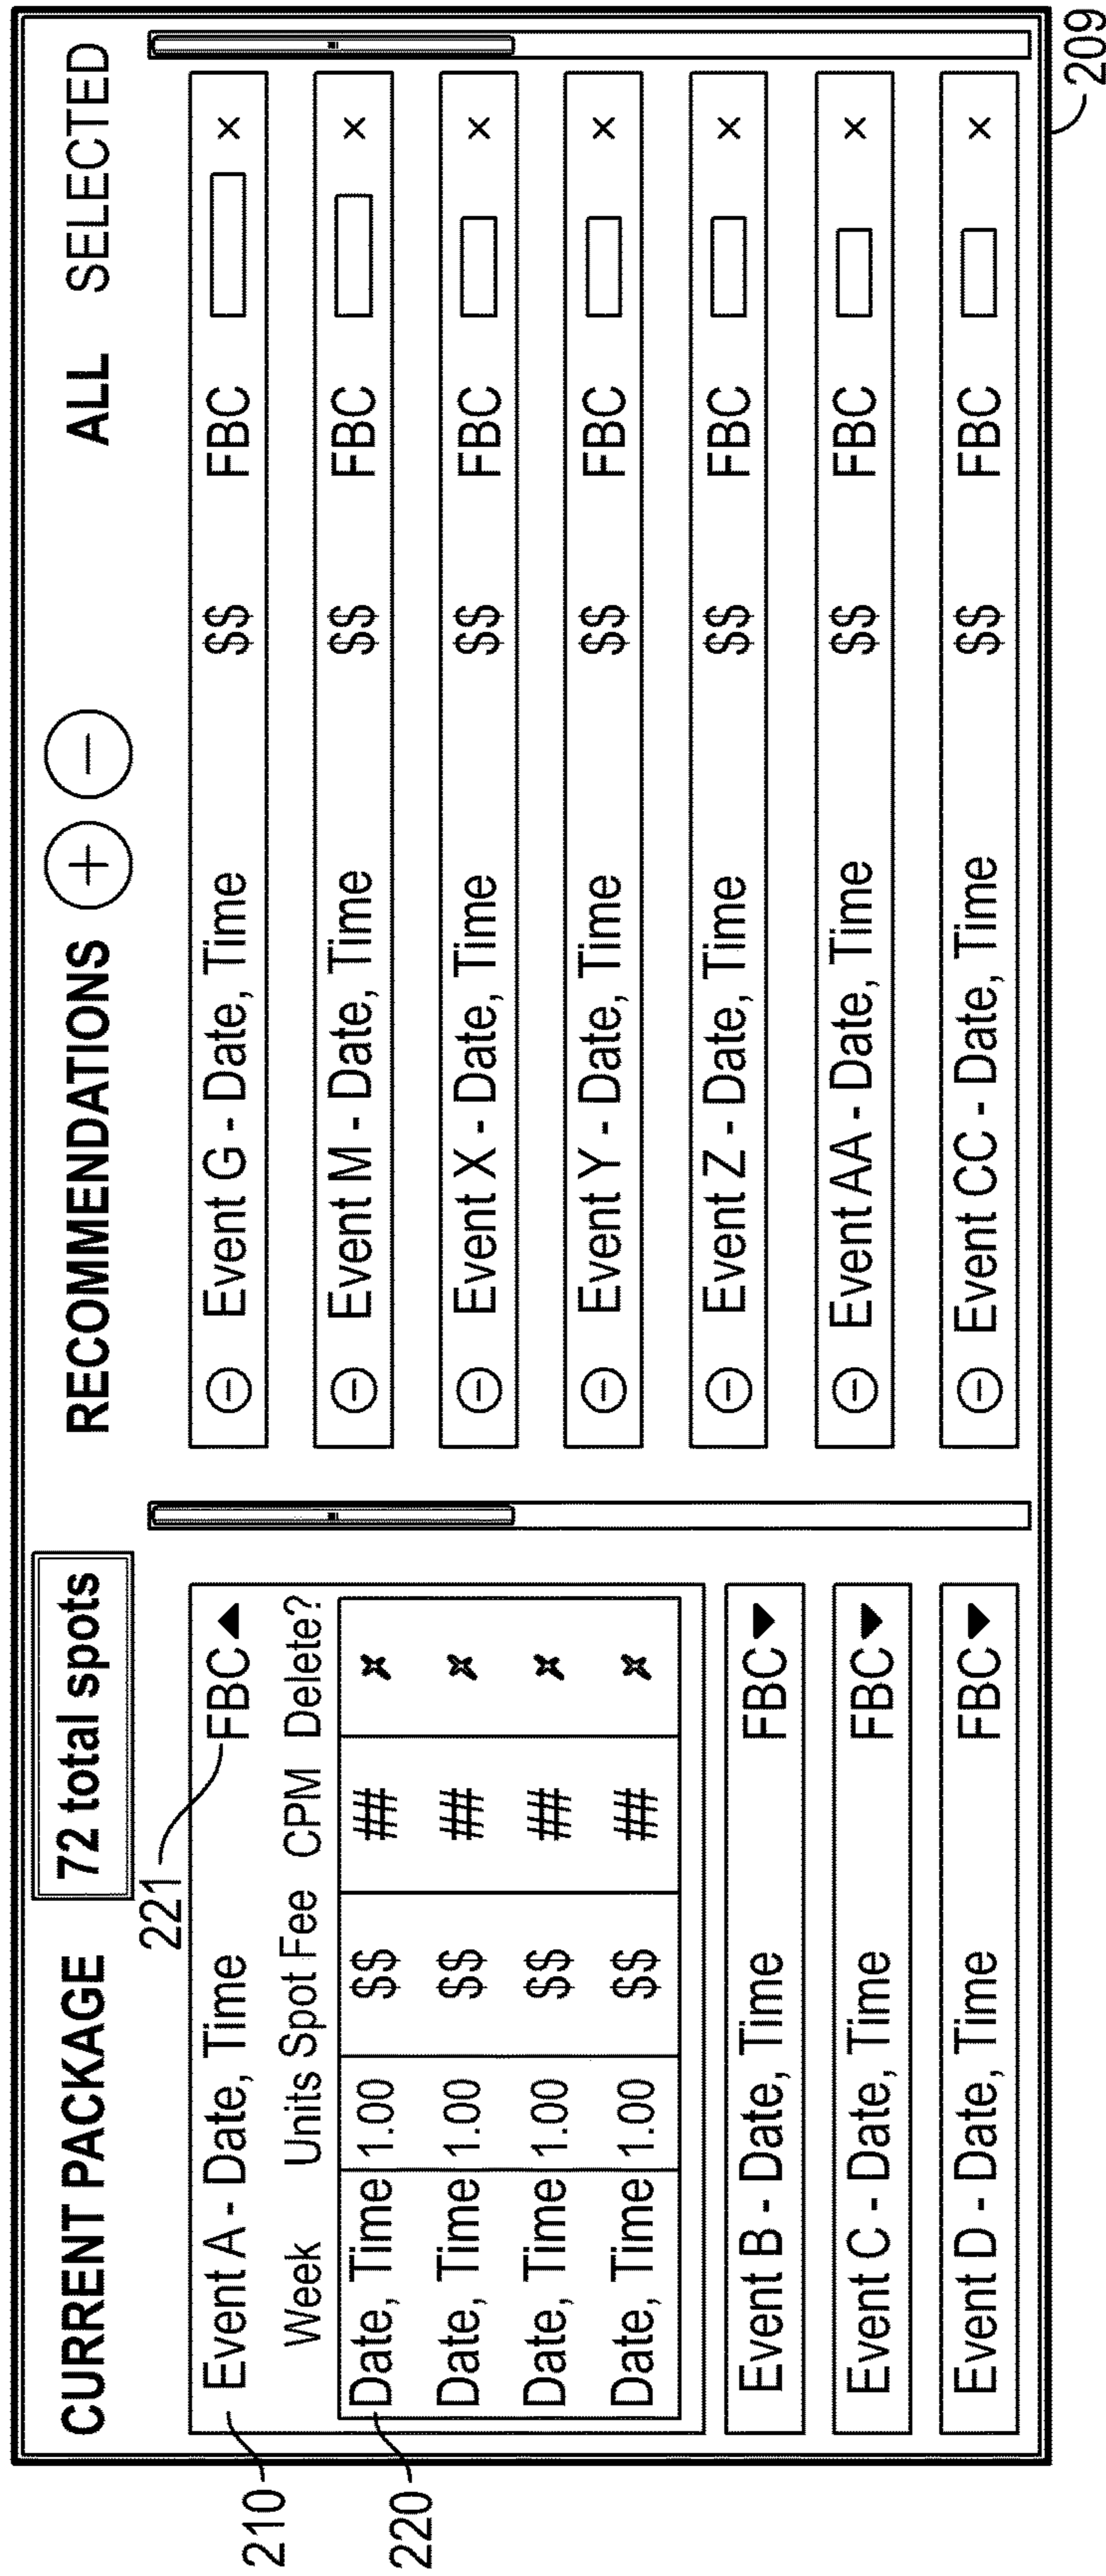 CURRENT PACKAGE
72 total spots
221
210
Event A - Date, Time FBC
Week Units Spot Fee CPM Delete?
220
Date, Time 1.00 $$ ## x
Date, Time 1.00 $$ ## x
Date, Time 1.00 $$ ## x
Date, Time 1.00 $$ ## x
Event B - Date, Time FBC
Event C - Date, Time FBC
Event D - Date, Time FBC
RECOMMENDATIONS + - ALL SELECTED
- Event G - Date, Time $$ FBC x
- Event M - Date, Time $$ FBC x
- Event X - Date, Time $$ FBC x
- Event Y - Date, Time $$ FBC x
- Event Z - Date, Time $$ FBC x
- Event AA - Date, Time $$ FBC x
- Event CC - Date, Time $$ FBC x
209